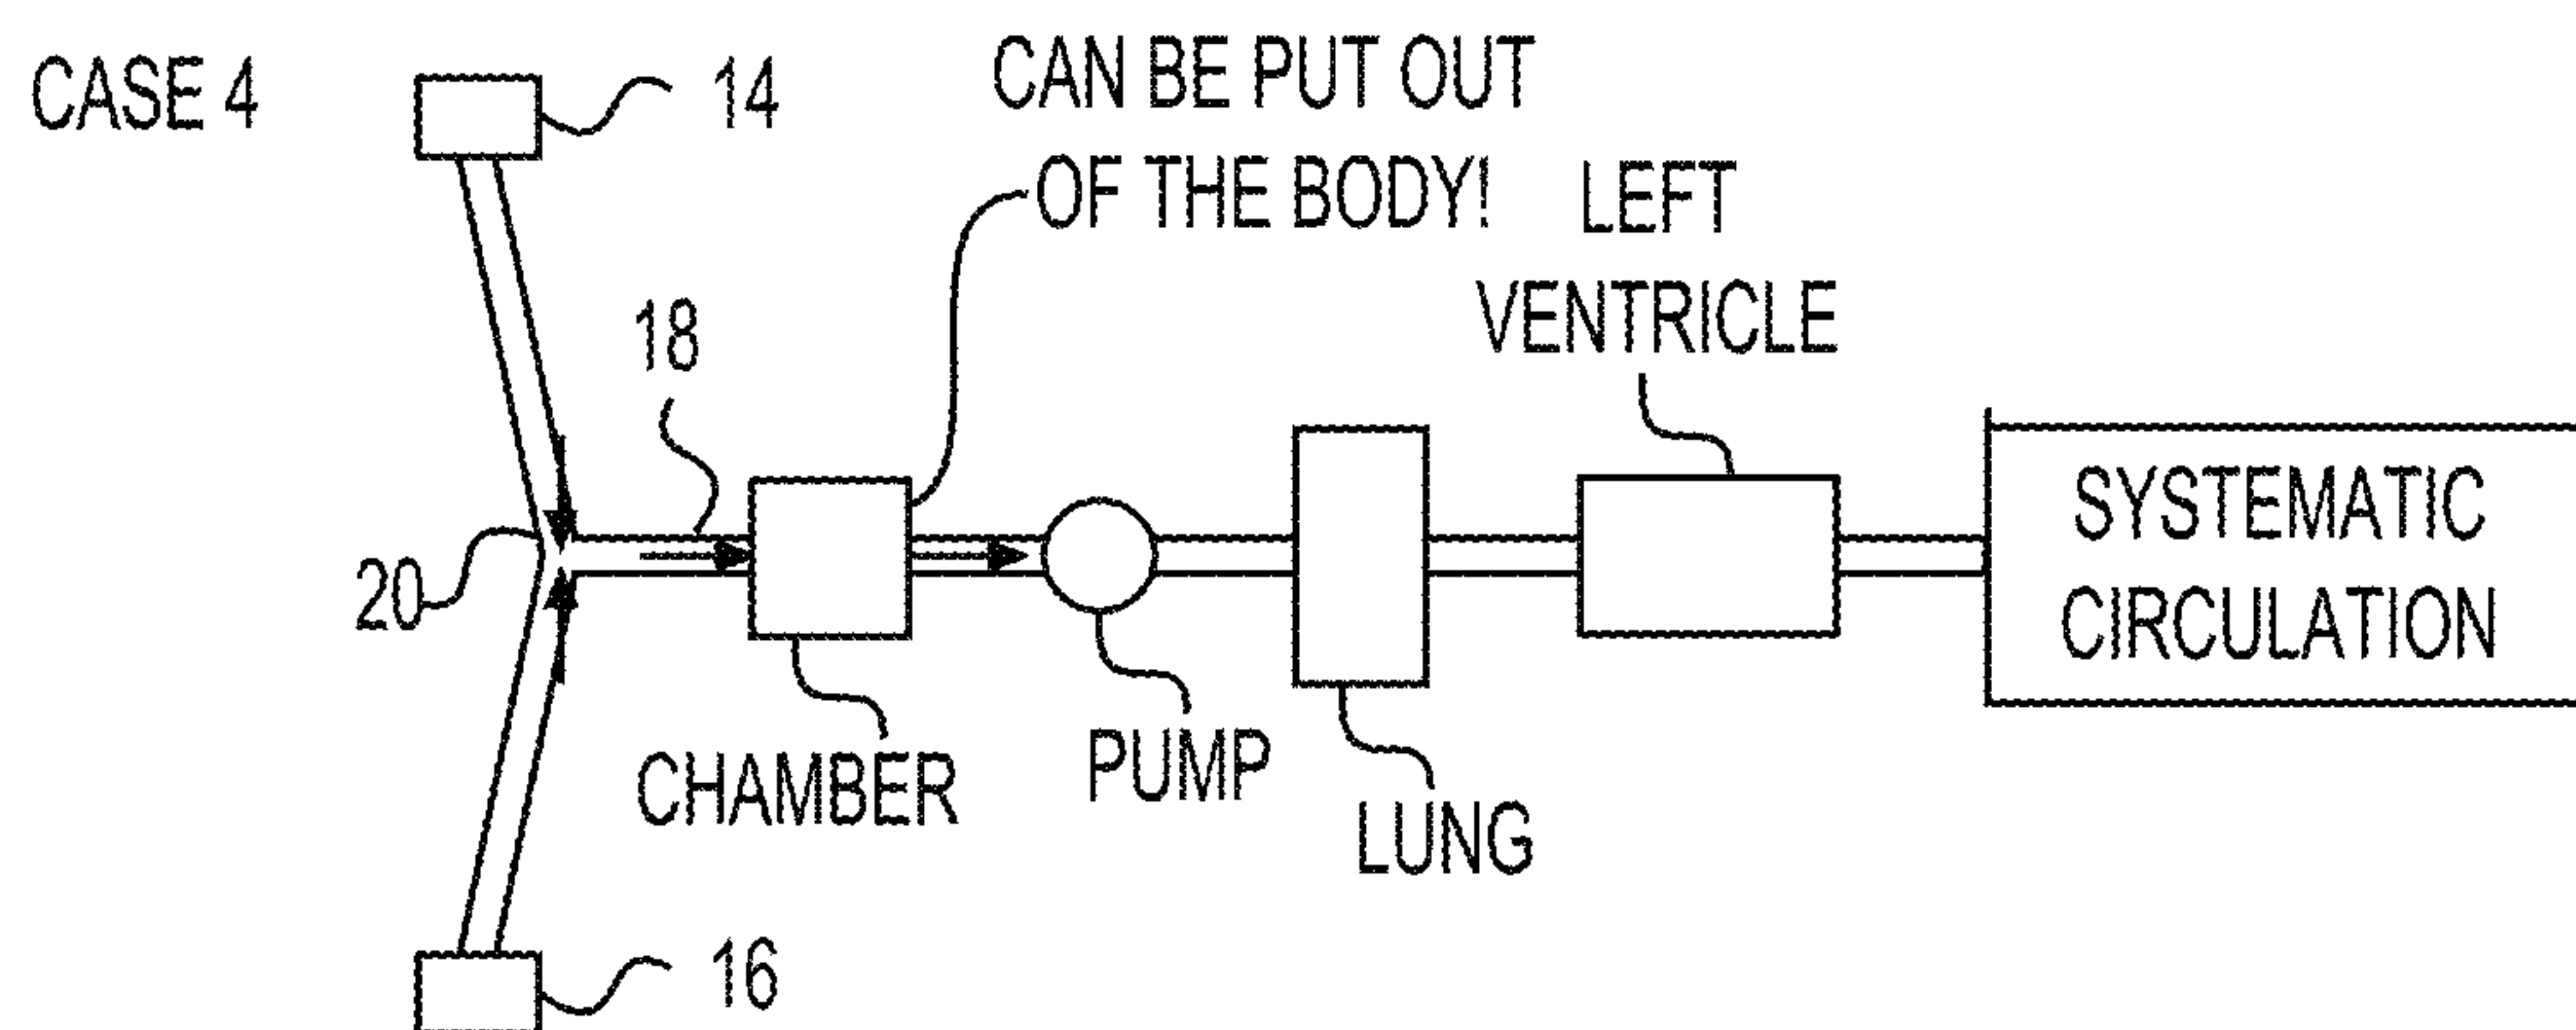 CASE 4
14
CAN BE PUT OUT
OF THE BODY!
LEFT
VENTRICLE
18
20
SYSTEMATIC
CIRCULATION
CHAMBER
PUMP
LUNG
16